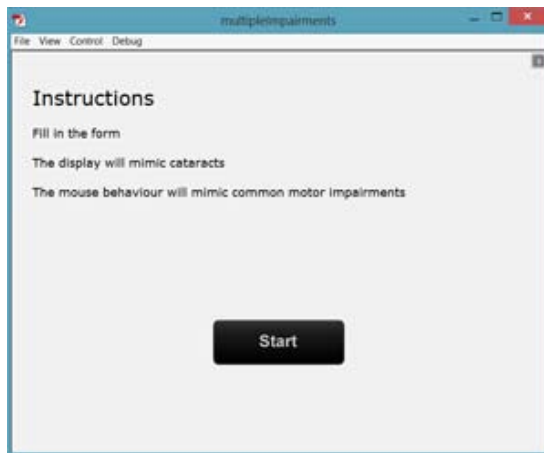 multipleImpairments
File View Control Debug
Instructions
Fill in the form
The display will mimic cataracts
The mouse behaviour will mimic common motor impairments
Start